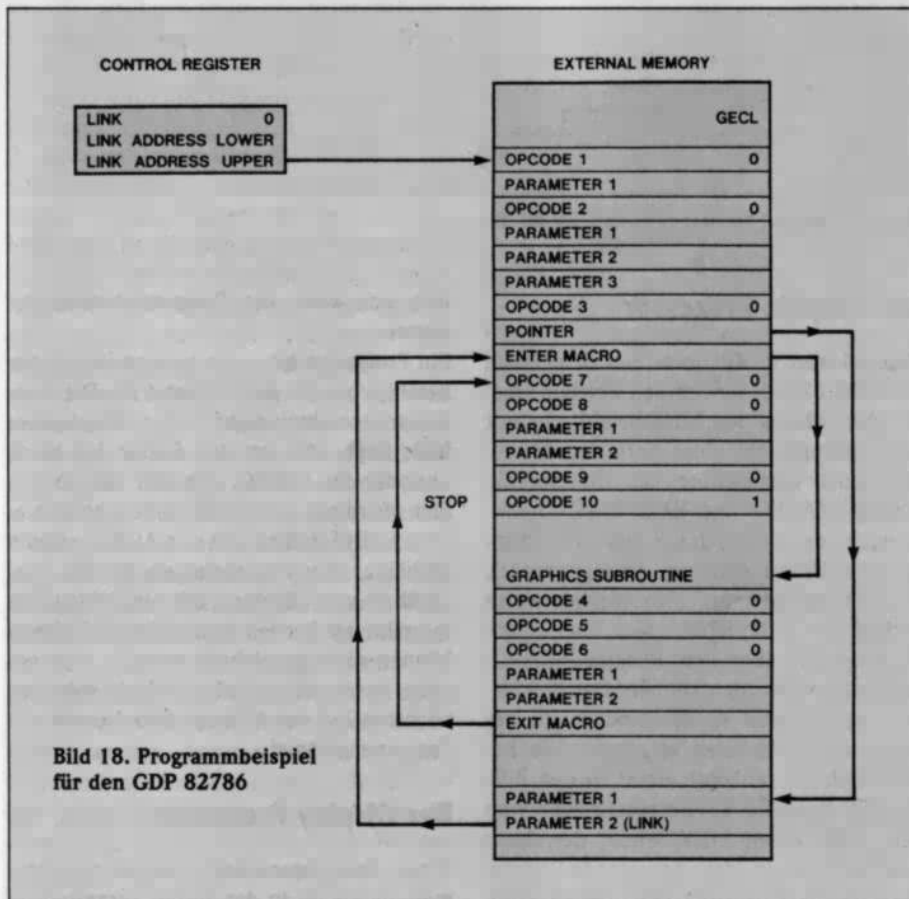 CONTROL REGISTER
LINK 0
LINK ADDRESS LOWER
LINK ADDRESS UPPER
EXTERNAL MEMORY
GECL
OPCODE 1 0
PARAMETER 1
OPCODE 2 0
PARAMETER 1
PARAMETER 2
PARAMETER 3
OPCODE 3 0
POINTER
ENTER MACRO
OPCODE 7 0
OPCODE 8 0
PARAMETER 1
PARAMETER 2
OPCODE 9 0
STOP
OPCODE 10 1
GRAPHICS SUBROUTINE
OPCODE 4 0
OPCODE 5 0
OPCODE 6 0
PARAMETER 1
PARAMETER 2
EXIT MACRO
PARAMETER 1
PARAMETER 2 (LINK)
Bild 18. Programmbeispiel
für den GDP 82786